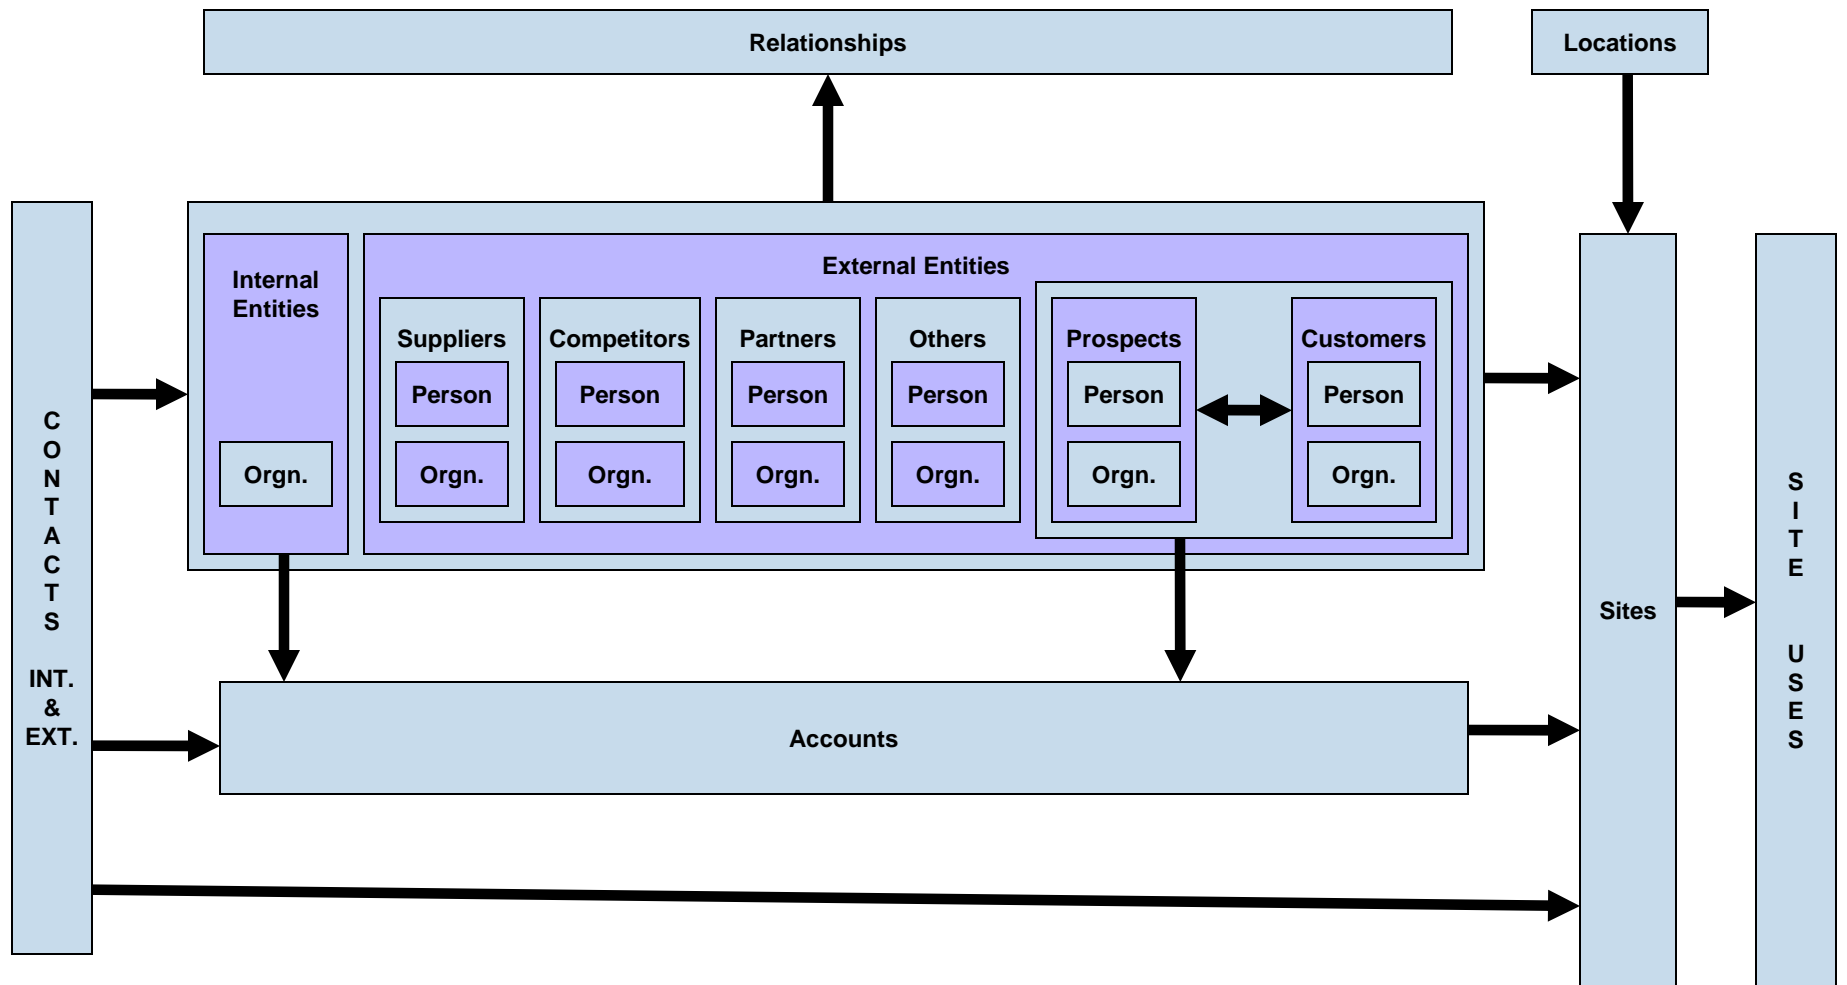 Relationships
Locations
Internal
Entities
Orgn.
External Entities
Suppliers
Person
Orgn.
Competitors
Person
Orgn.
Partners
Person
Orgn.
Others
Person
Orgn.
Prospects
Person
Orgn.
Customers
Person
Orgn.
C
O
N
T
A
C
T
S
INT.
&
EXT.
Accounts
Sites
S
I
T
E
U
S
E
S